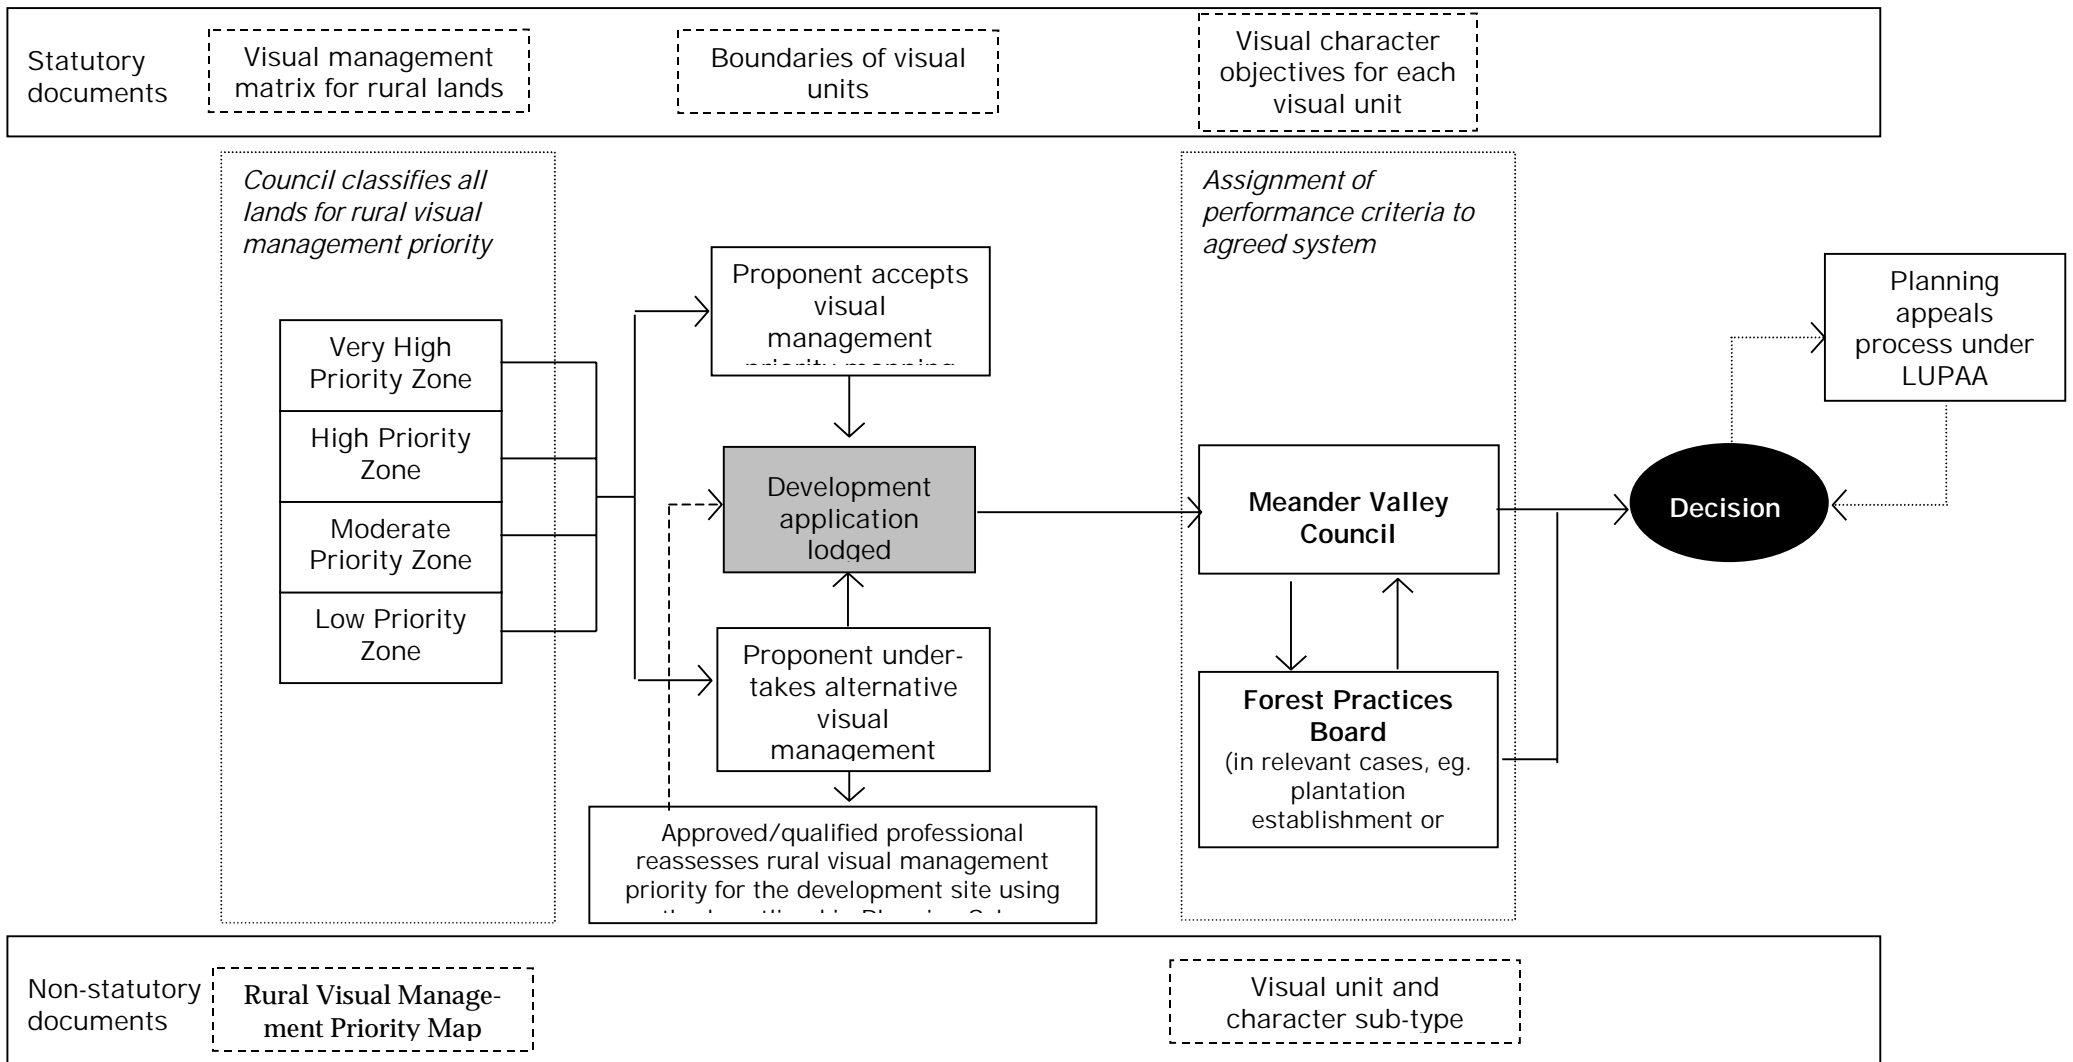 Statutory
documents
Visual management
matrix for rural lands
Boundaries of visual
units
Visual character
objectives for each
visual unit
Council classifies all
lands for rural visual
management priority
Very High
Priority Zone
High Priority
Zone
Moderate
Priority Zone
Low Priority
Zone
Proponent accepts
visual
management
priority mapping
Development
application
lodged
Proponent under-
takes alternative
visual
management
Approved/qualified professional
reassesses rural visual management
priority for the development site using
Assignment of
performance criteria to
agreed system
Meander Valley
Council
Forest Practices
Board
(in relevant cases, eg.
plantation
establishment or
Decision
Planning
appeals
process under
LUPAA
Non-statutory
documents
Rural Visual Manage-
ment Priority Map
Visual unit and
character sub-type